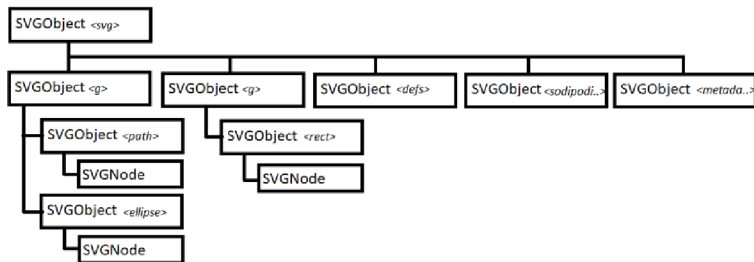 SVGObject <svg>
SVGObject <g>
SVGObject <g>
SVGObject <defs>
SVGObject <sodipodi..>
SVGObject <metada..>
SVGObject <path>
SVGObject <rect>
SVGNode
SVGNode
SVGObject <ellipse>
SVGNode